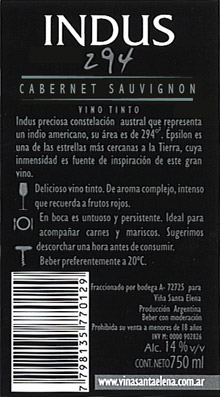 INDUS
294
CABERNET SAUVIGNON
VINO TINTO
Indus preciosa constelación austral que representa
un indio americano, su área es de 294°. Épsilon es
una de las estrellas más cercanas a la Tierra, cuya
inmensidad es fuente de inspiración de este gran
vino.
Delicioso vino tinto. De aroma complejo, intenso
que recuerda a frutos rojos.
En boca es untuoso y persistente. Ideal para
acompañar carnes y mariscos. Sugerimos
descorchar una hora antes de consumir.
Beber preferentemente a 20°C.
Fraccionado por bodega A- 72725 para
Viña Santa Elena
Producción Argentina
Beber con moderación
Prohibida su venta a menores de 18 años
INV M: 0000 902826
Alc. 14% v/v
CONT. NETO 750 ml
7798135770129
www.vinasantaelena.com.ar